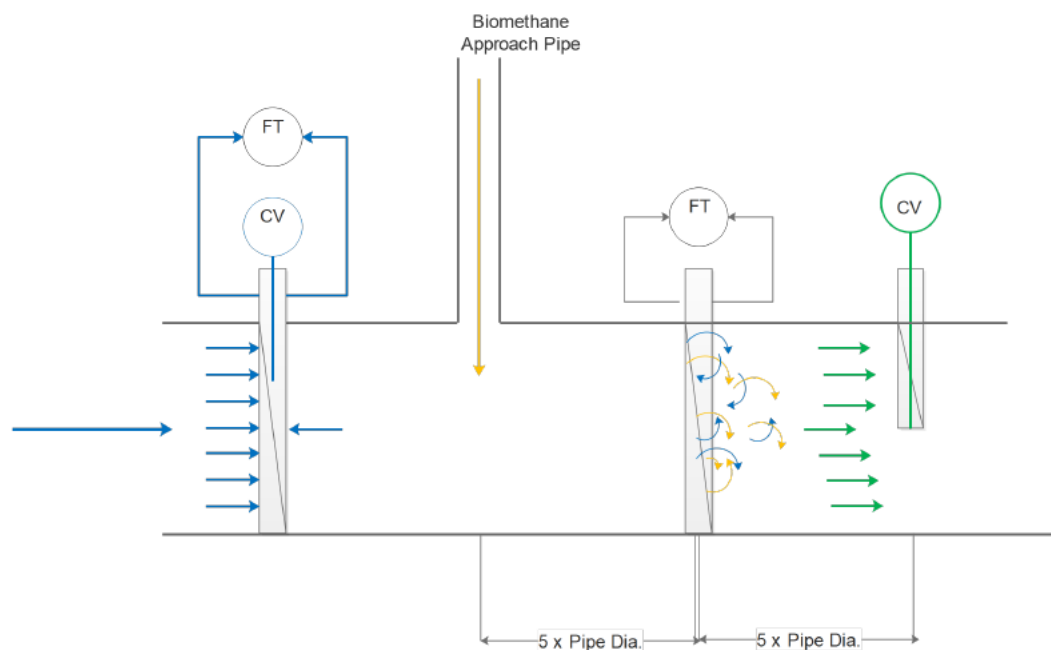 Biomethane
Approach Pipe
FT
CV
FT
CV
5 x Pipe Dia.
5 x Pipe Dia.